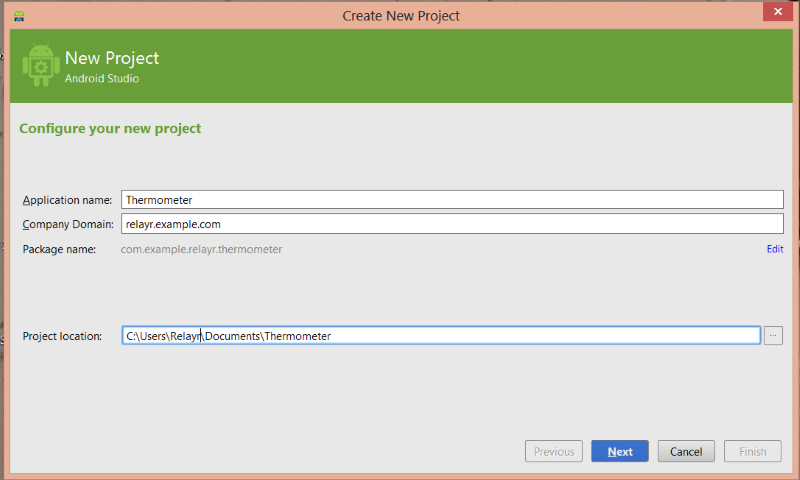 Create New Project
New Project
Android Studio
Configure your new project
Application name: Thermometer
Company Domain: relayr.example.com
Package name: com.example.relayr.thermometer Edit
Project location: C:\Users\Relayr\Documents\Thermometer ...
Previous Next Cancel Finish